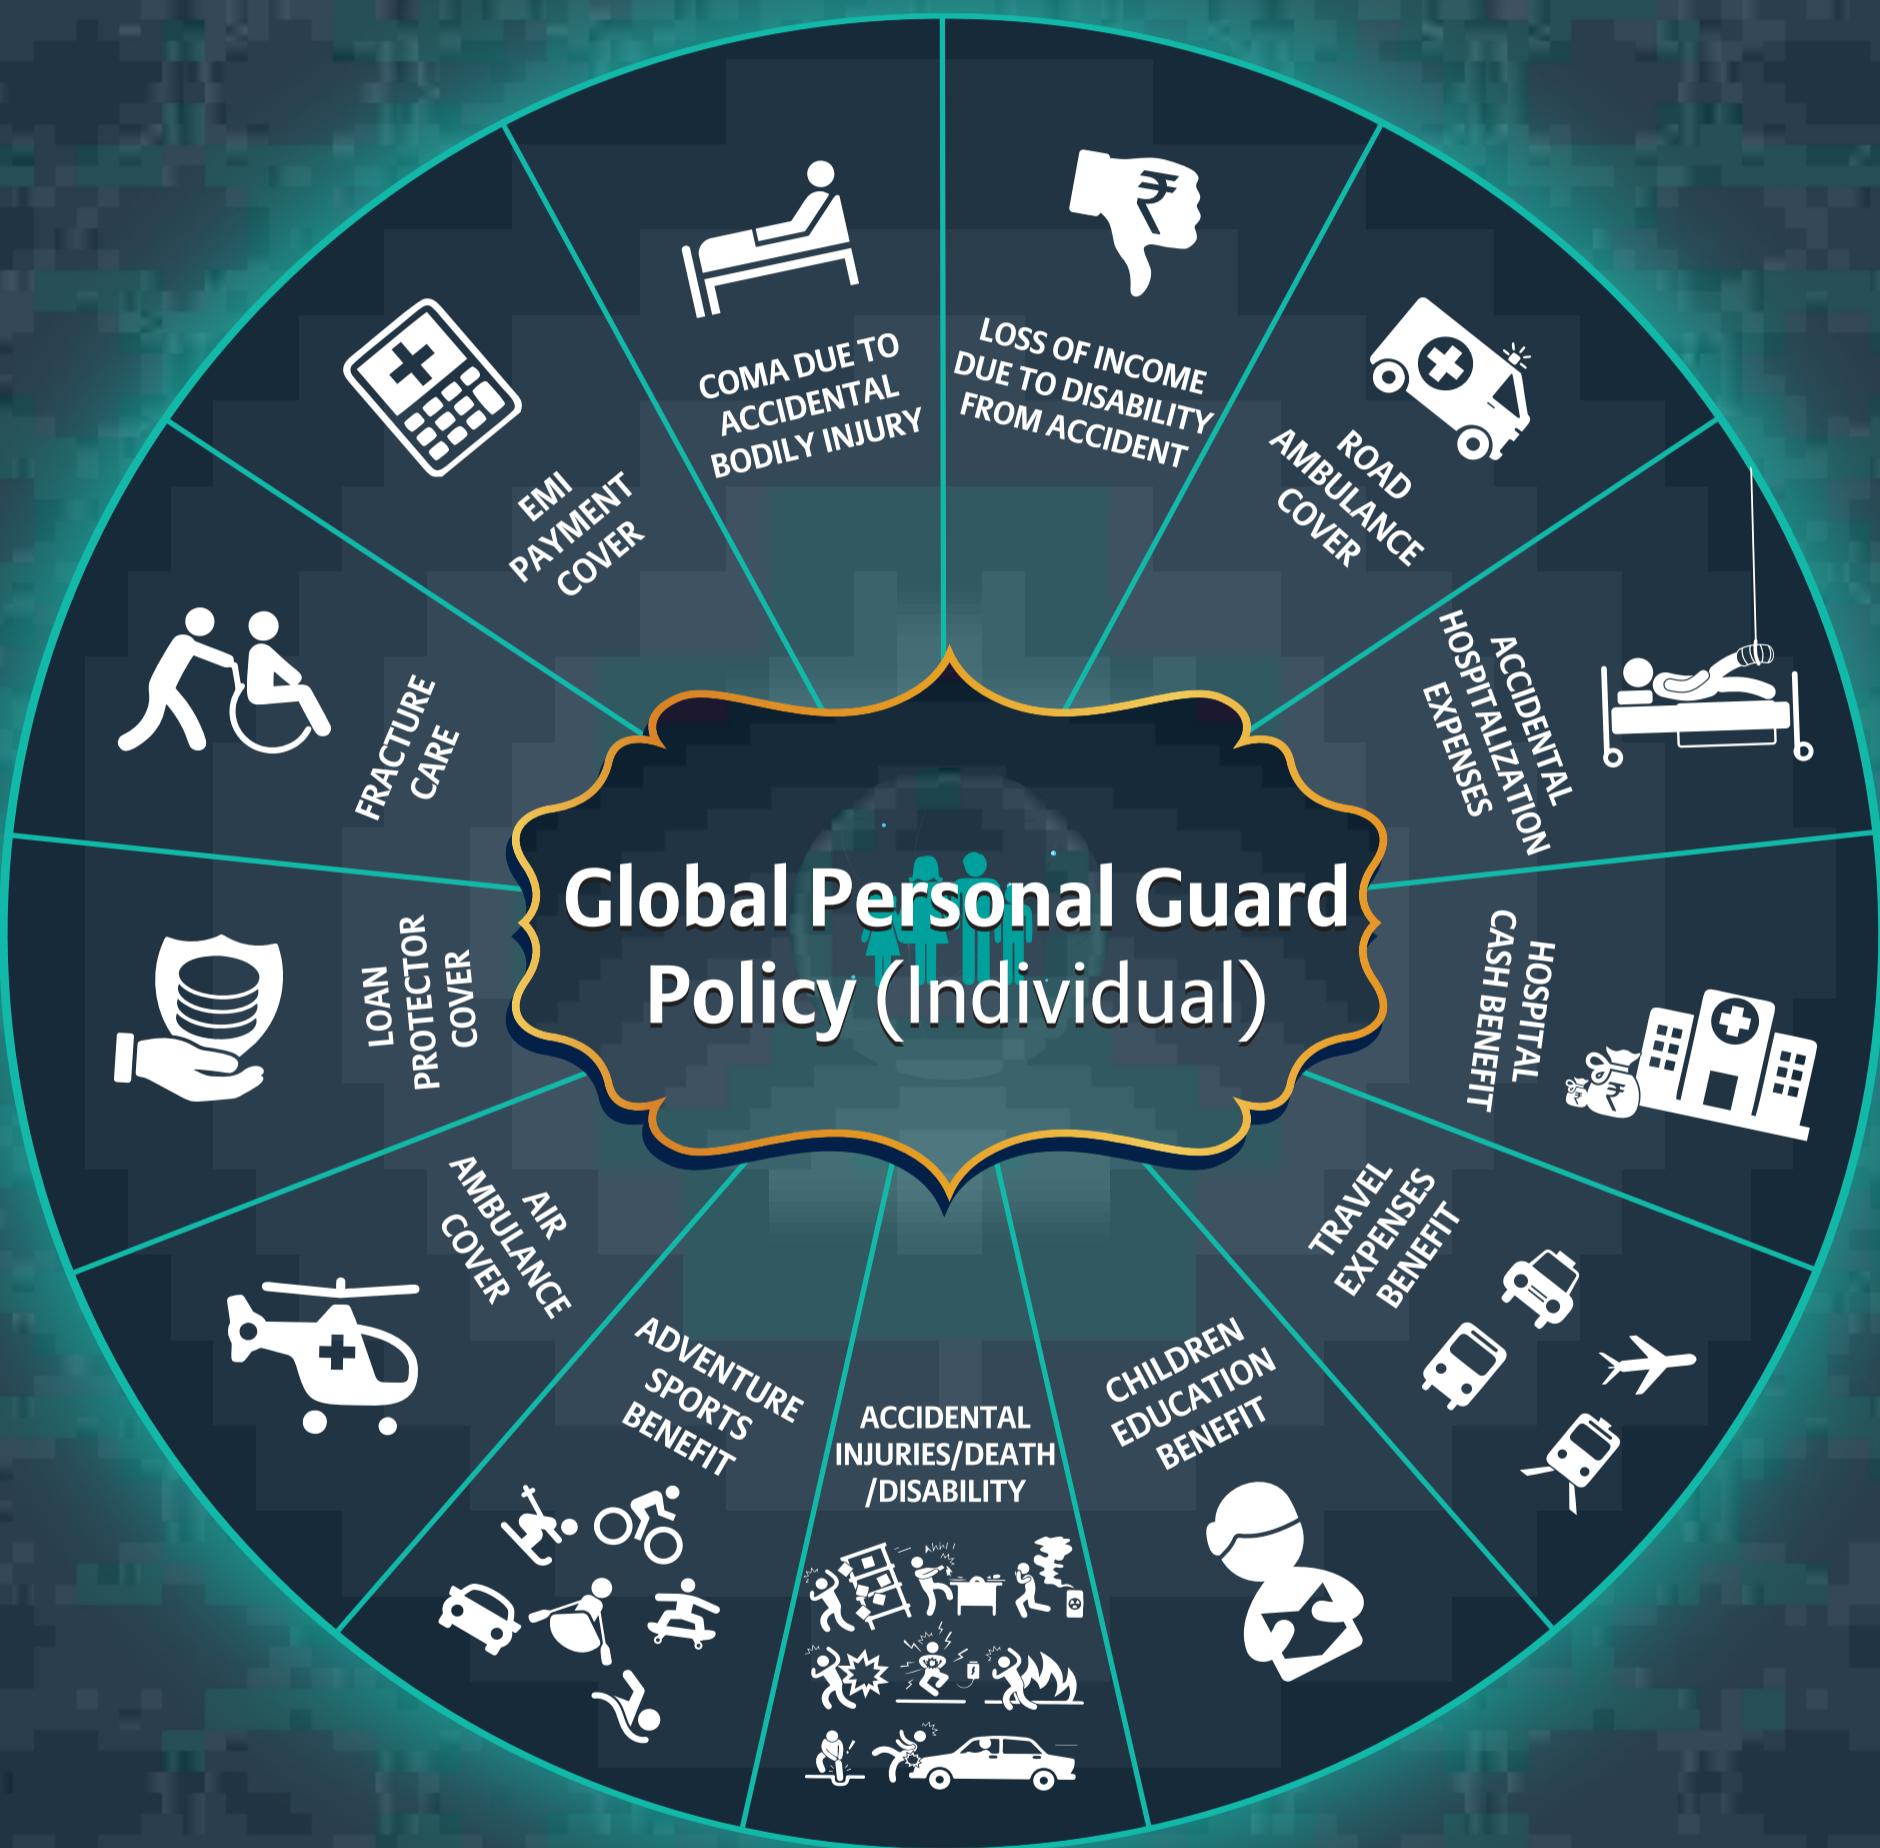 COMA DUE TO
ACCIDENTAL
BODILY INJURY
LOSS OF INCOME
DUE TO DISABILITY
FROM ACCIDENT
ROAD
AMBULANCE
COVER
ACCIDENTAL
HOSPITALIZATION
EXPENSES
HOSPITAL
CASH BENEFIT
TRAVEL
EXPENSES
BENEFIT
CHILDREN
EDUCATION
BENEFIT
ACCIDENTAL
INJURIES/DEATH
/DISABILITY
ADVENTURE
SPORTS
BENEFIT
AIR
AMBULANCE
COVER
LOAN
PROTECTOR
COVER
FRACTURE
CARE
EMI
PAYMENT
COVER
Global Personal Guard
Policy (Individual)